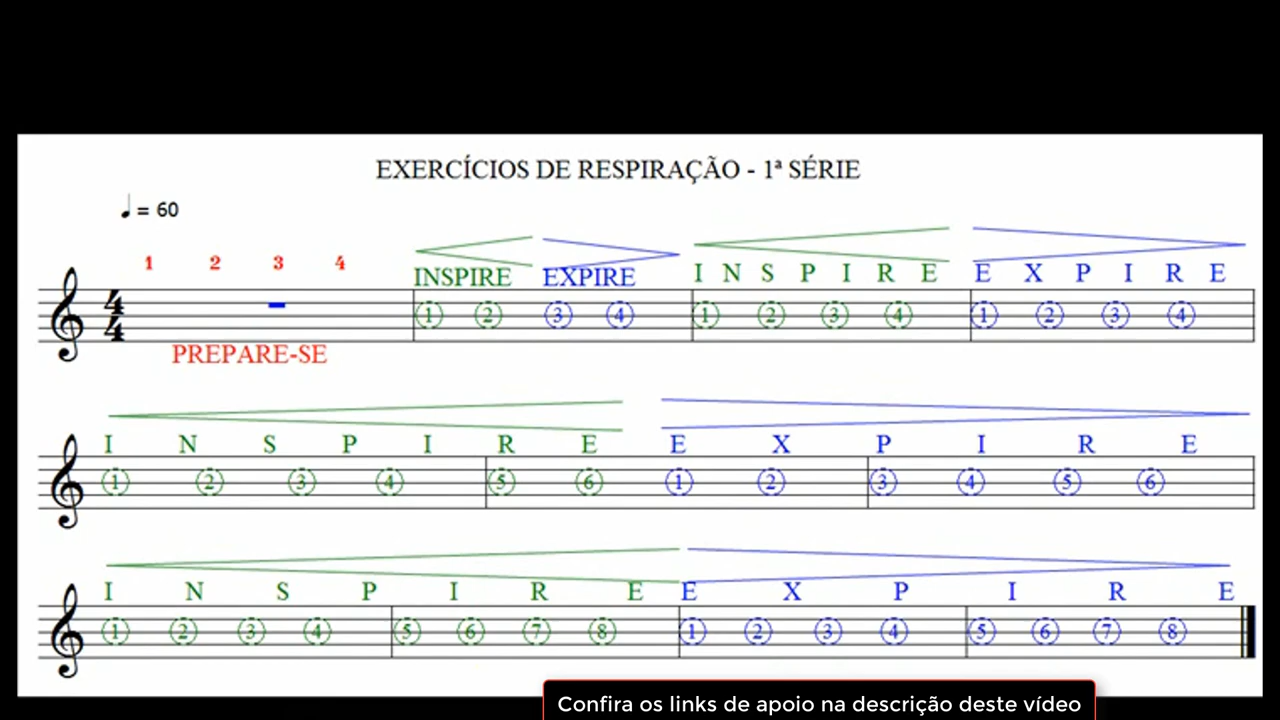 EXERCÍCIOS DE RESPIRAÇÃO - 1ª SÉRIE
♩ = 60
1 2 3 4
INSPIRE EXPIRE I N S P I R E E X P I R E
4/4 1 2 3 4 1 2 3 4 1 2 3 4
PREPARE-SE
I N S P I R E E X P I R E
1 2 3 4 5 6 1 2 3 4 5 6
I N S P I R E E X P I R E
1 2 3 4 5 6 7 8 1 2 3 4 5 6 7 8
Confira os links de apoio na descrição deste vídeo